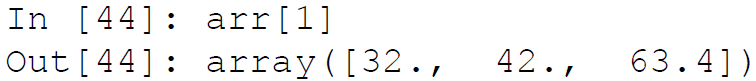 In [44]: arr[1]
Out[44]: array([32.,  42.,  63.4])